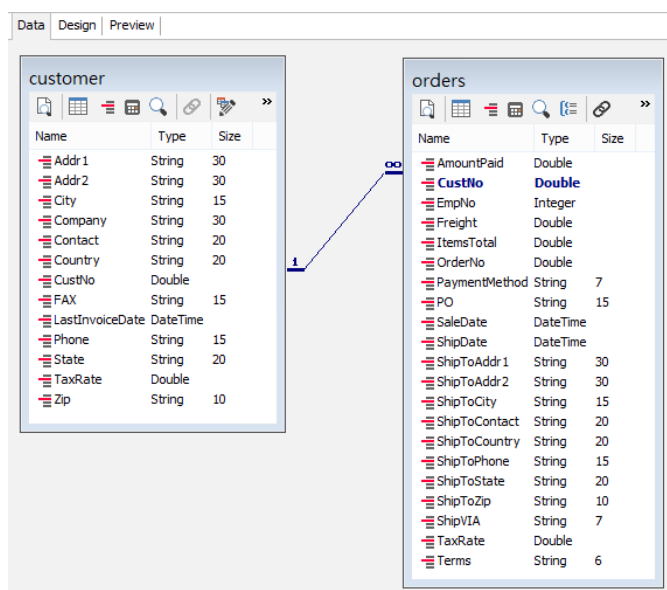 Data Design Preview
customer
»
Name Type Size
Addr1 String 30
Addr2 String 30
City String 15
Company String 30
Contact String 20
Country String 20
CustNo Double
FAX String 15
LastInvoiceDate DateTime
Phone String 15
State String 20
TaxRate Double
Zip String 10
1
∞
orders
»
Name Type Size
AmountPaid Double
CustNo Double
EmpNo Integer
Freight Double
ItemsTotal Double
OrderNo Double
PaymentMethod String 7
PO String 15
SaleDate DateTime
ShipDate DateTime
ShipToAddr1 String 30
ShipToAddr2 String 30
ShipToCity String 15
ShipToContact String 20
ShipToCountry String 20
ShipToPhone String 15
ShipToState String 20
ShipToZip String 10
ShipVIA String 7
TaxRate Double
Terms String 6